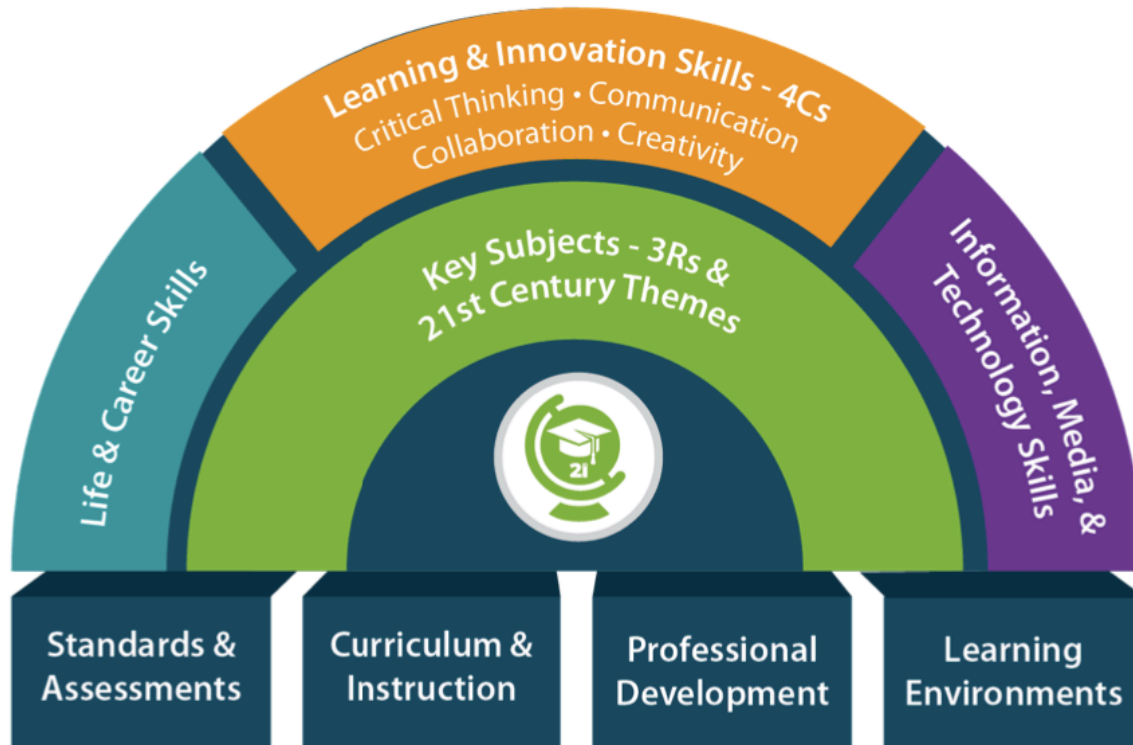 Learning & Innovation Skills - 4Cs
Critical Thinking • Communication
Collaboration • Creativity
Life & Career Skills
Key Subjects - 3Rs &
21st Century Themes
Information, Media, &
Technology Skills
21
Standards &
Assessments
Curriculum &
Instruction
Professional
Development
Learning
Environments